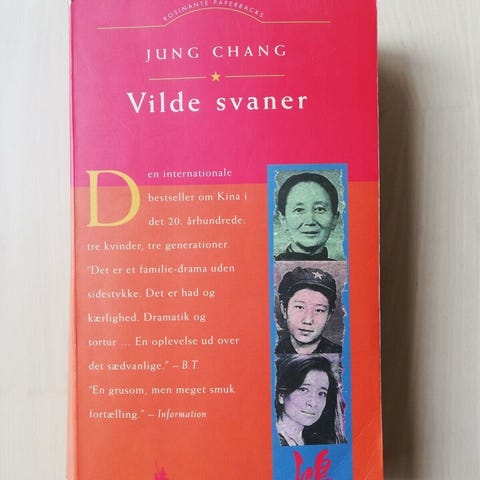 ROSINANTE PAPERBACKS
JUNG CHANG
Vilde svaner
Den internationale
bestseller om Kina i
det 20. århundrede:
tre kvinder, tre generationer.
"Det er et familie-drama uden
sidestykke. Det er had og
kærlighed. Dramatik og
tortur ... En oplevelse ud over
det sædvanlige." – B.T.
"En grusom, men meget smuk
fortælling." – Information